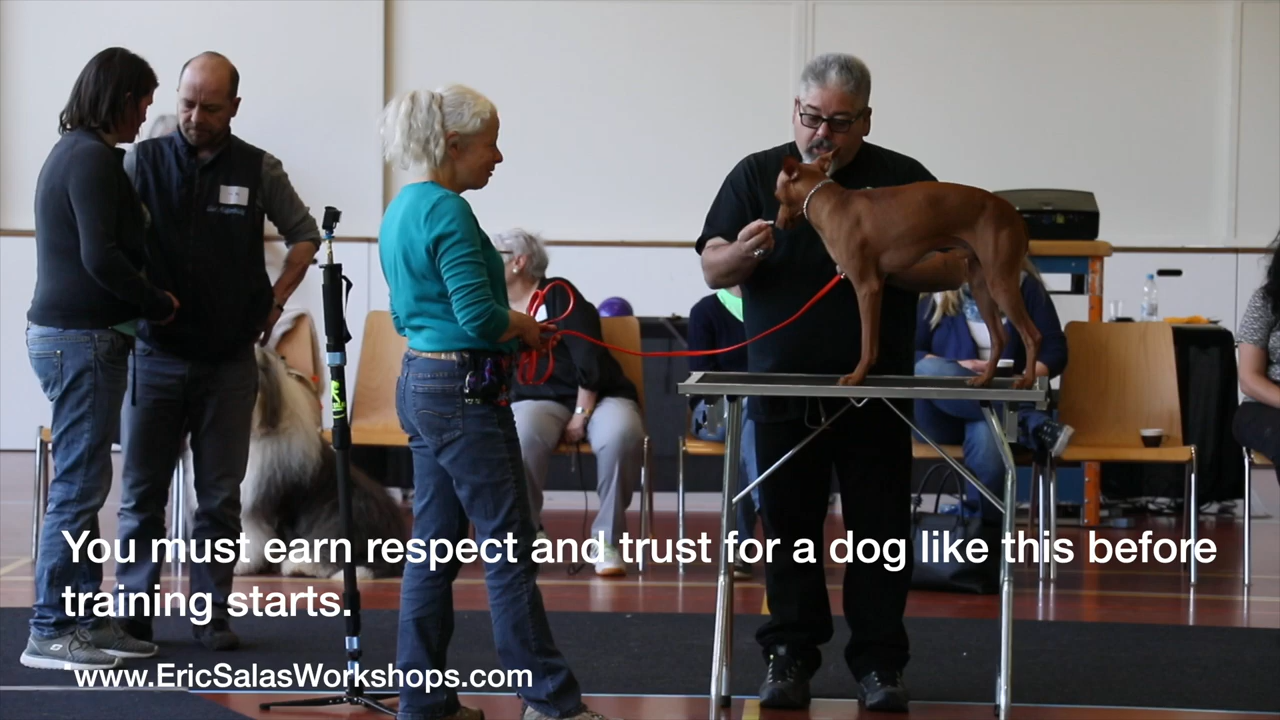 You must earn respect and trust for a dog like this before
training starts.
www.EricSalasWorkshops.com